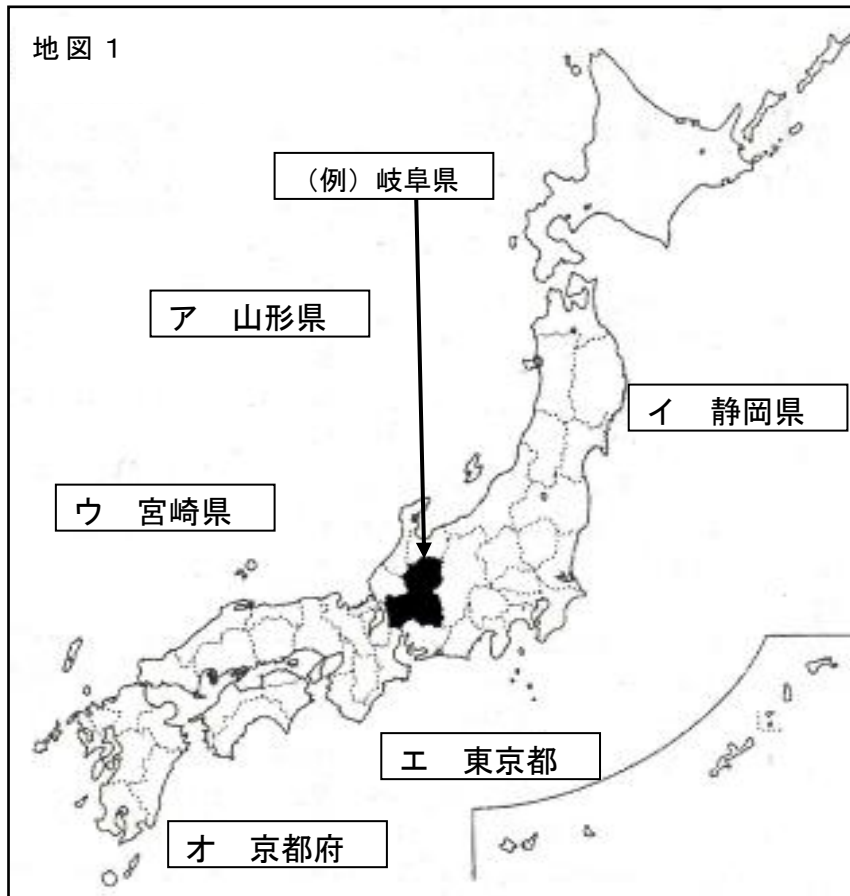 地図１
（例）岐阜県
ア　山形県
イ　静岡県
ウ　宮崎県
エ　東京都
オ　京都府